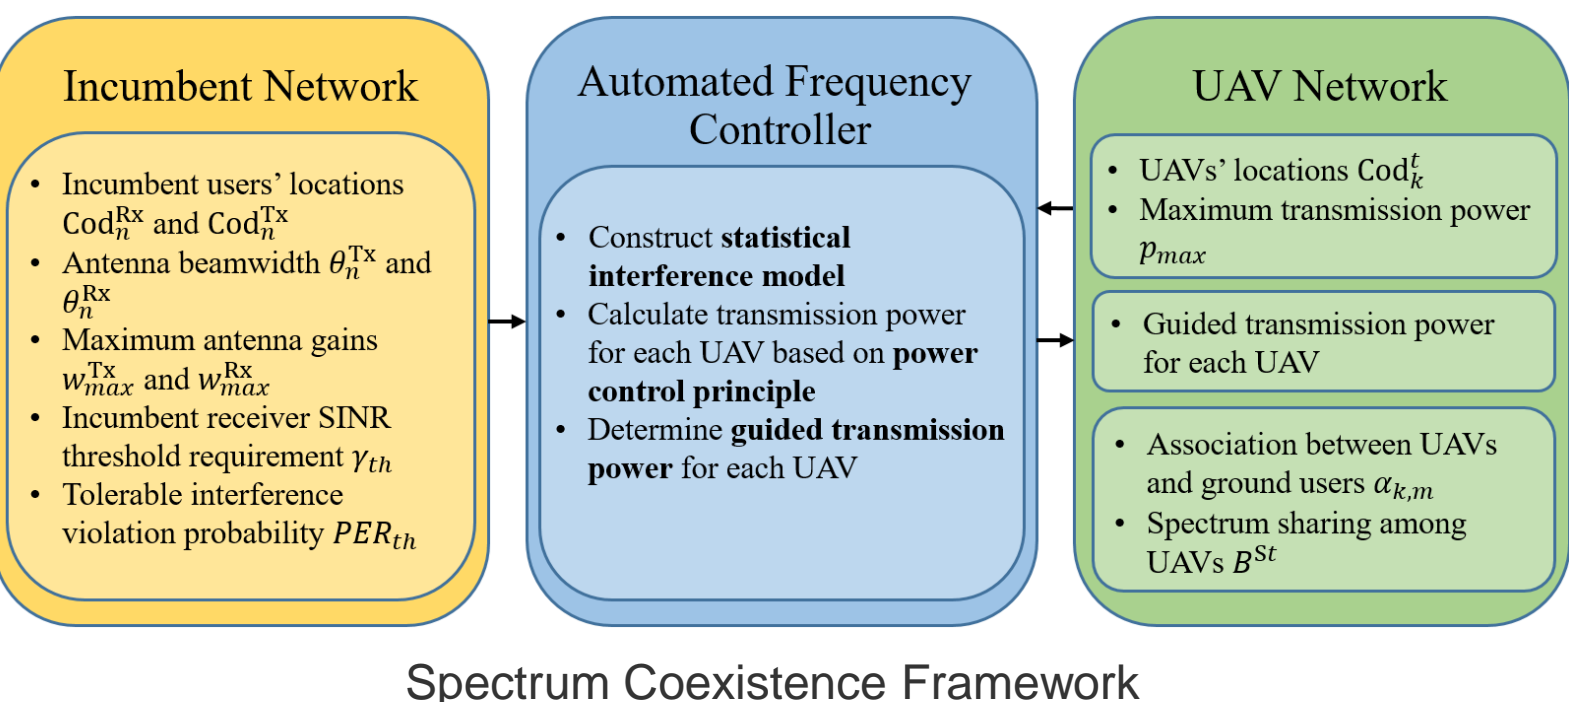 Incumbent Network
• Incumbent users’ locations
Cod_n^Rx and Cod_n^Tx
• Antenna beamwidth θ_n^Tx and
θ_n^Rx
• Maximum antenna gains
w_max^Tx and w_max^Rx
• Incumbent receiver SINR
threshold requirement γ_th
• Tolerable interference
violation probability PER_th
Automated Frequency
Controller
• Construct statistical
interference model
• Calculate transmission power
for each UAV based on power
control principle
• Determine guided transmission
power for each UAV
UAV Network
• UAVs’ locations Cod_k^t
• Maximum transmission power
p_max
• Guided transmission power
for each UAV
• Association between UAVs
and ground users α_k,m
• Spectrum sharing among
UAVs B^St
Spectrum Coexistence Framework